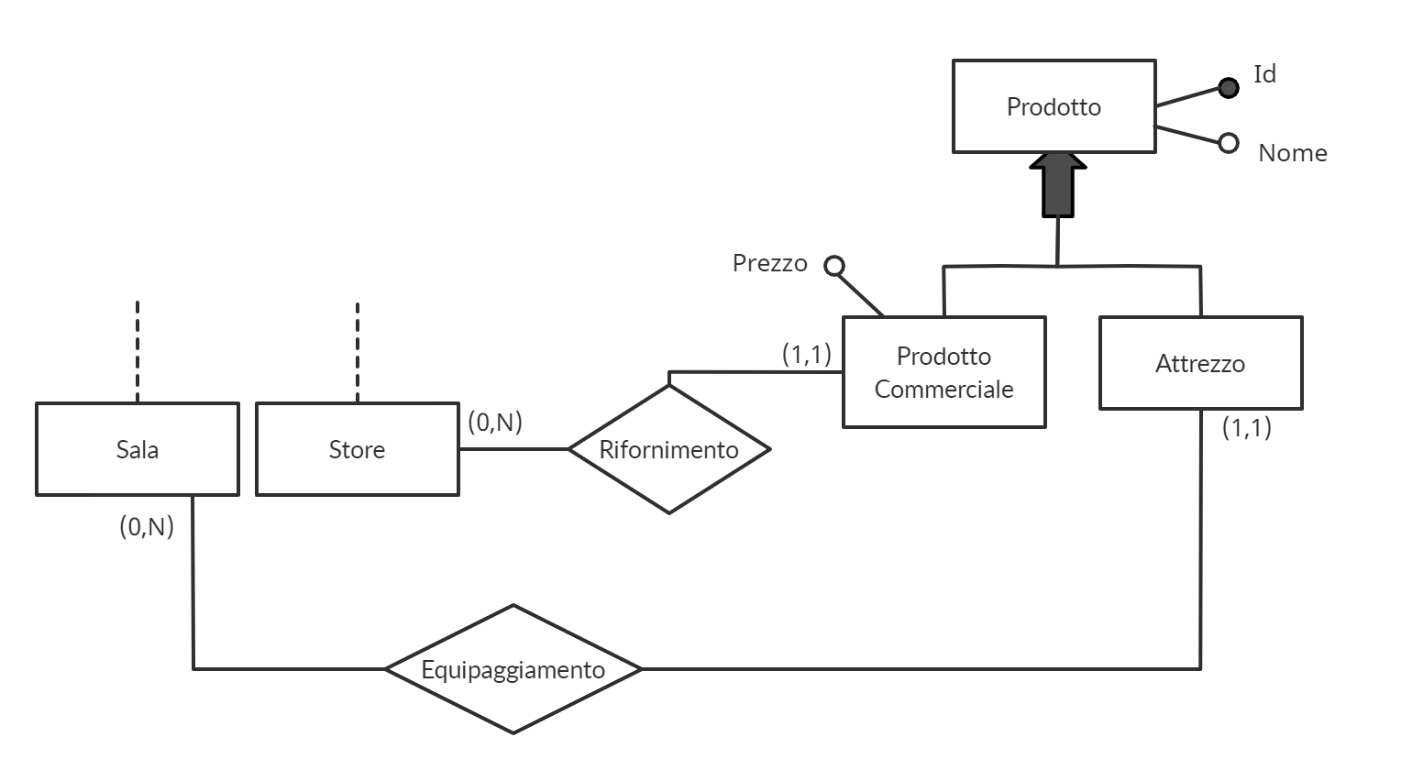 Id
Prodotto
Nome
Prezzo
(1,1)
Prodotto
Commerciale
Attrezzo
(0,N)
(1,1)
Sala
Store
Rifornimento
(0,N)
Equipaggiamento